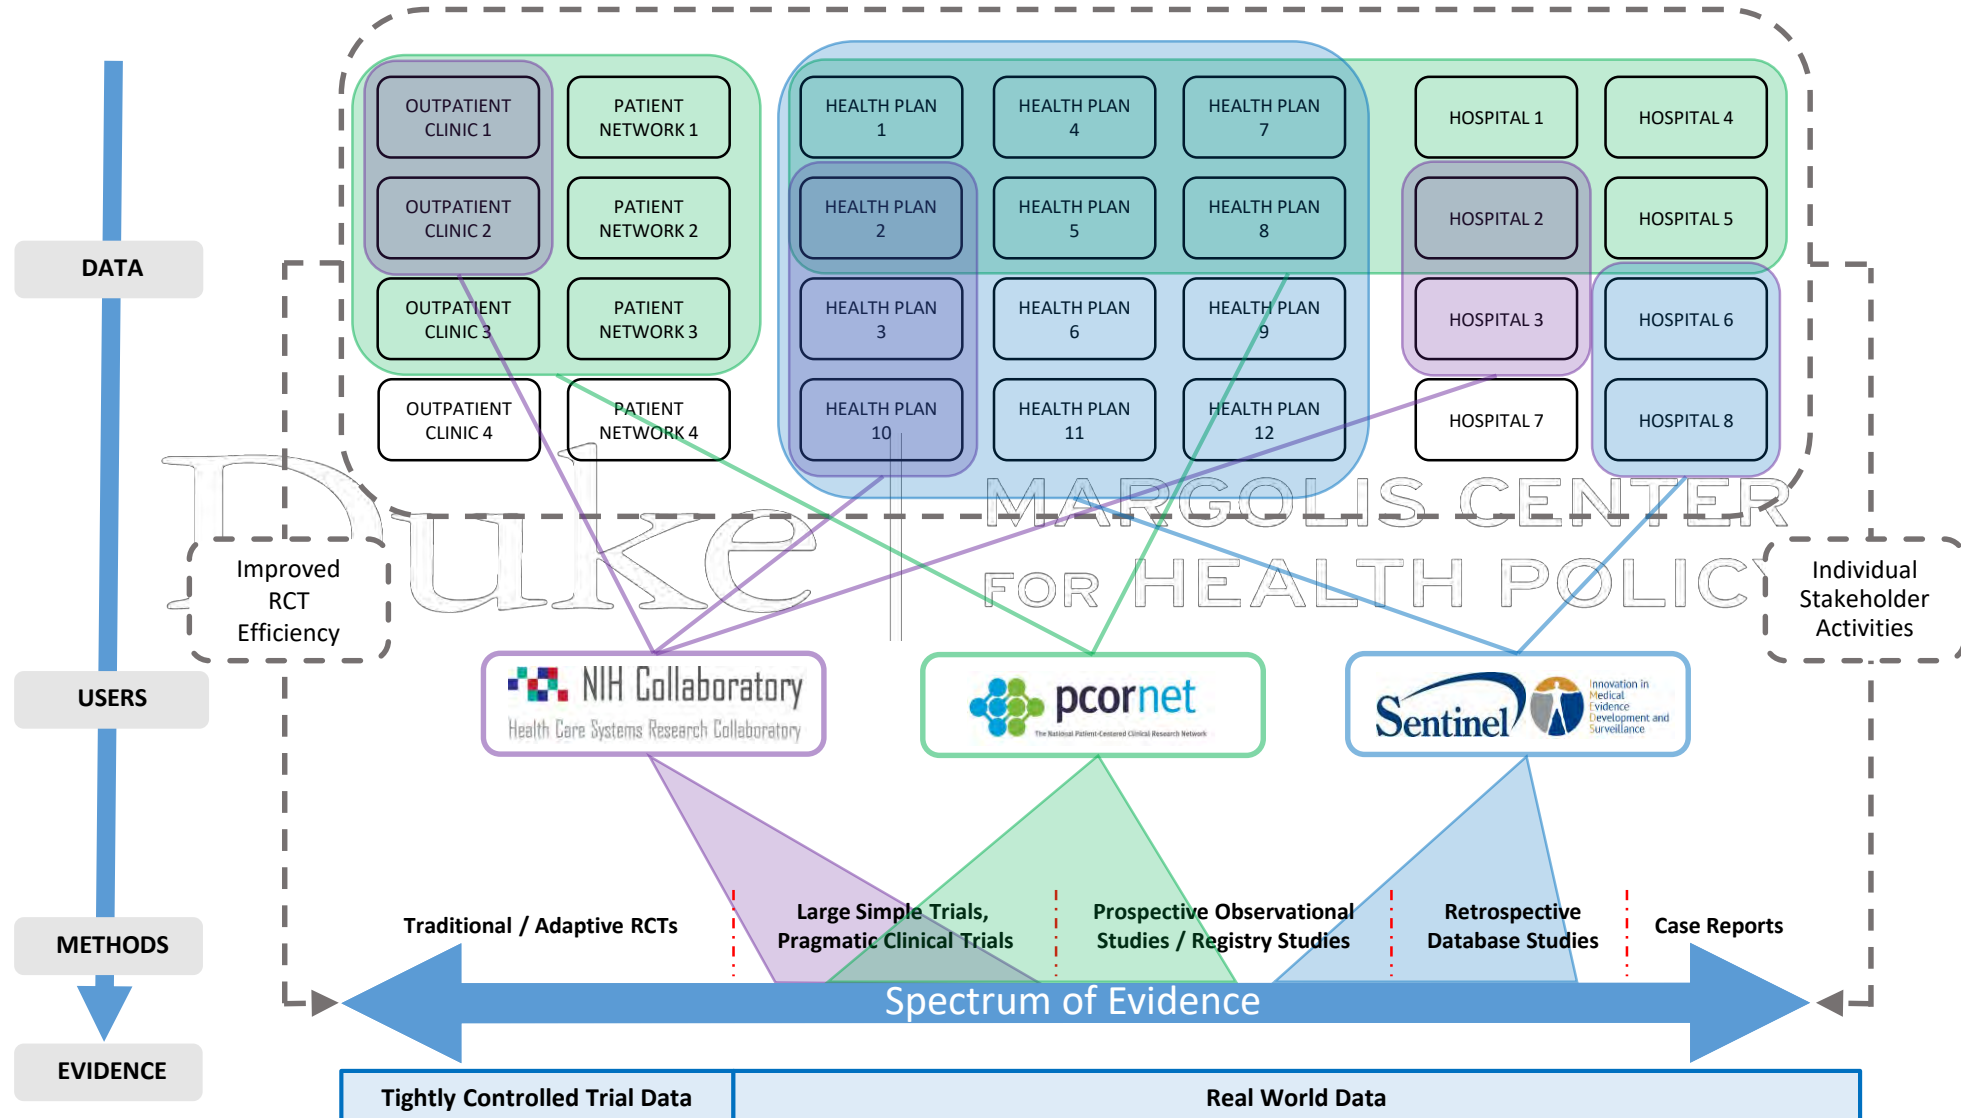 OUTPATIENT
CLINIC 1
PATIENT
NETWORK 1
HEALTH PLAN
1
HEALTH PLAN
4
HEALTH PLAN
7
HOSPITAL 1
HOSPITAL 4
OUTPATIENT
CLINIC 2
PATIENT
NETWORK 2
HEALTH PLAN
2
HEALTH PLAN
5
HEALTH PLAN
8
HOSPITAL 2
HOSPITAL 5
DATA
OUTPATIENT
CLINIC 3
PATIENT
NETWORK 3
HEALTH PLAN
3
HEALTH PLAN
6
HEALTH PLAN
9
HOSPITAL 3
HOSPITAL 6
OUTPATIENT
CLINIC 4
PATIENT
NETWORK 4
HEALTH PLAN
10
HEALTH PLAN
11
HEALTH PLAN
12
HOSPITAL 7
HOSPITAL 8
Duke
MARGOLIS CENTER
FOR HEALTH POLICY
Improved
RCT
Efficiency
Individual
Stakeholder
Activities
USERS
NIH Collaboratory
Health Care Systems Research Collaboratory
pcornet
The National Patient-Centered Clinical Research Network
Sentinel
Innovation in
Medical
Evidence
Development and
Surveillance
METHODS
Traditional / Adaptive RCTs
Large Simple Trials,
Pragmatic Clinical Trials
Prospective Observational
Studies / Registry Studies
Retrospective
Database Studies
Case Reports
Spectrum of Evidence
EVIDENCE
Tightly Controlled Trial Data
Real World Data